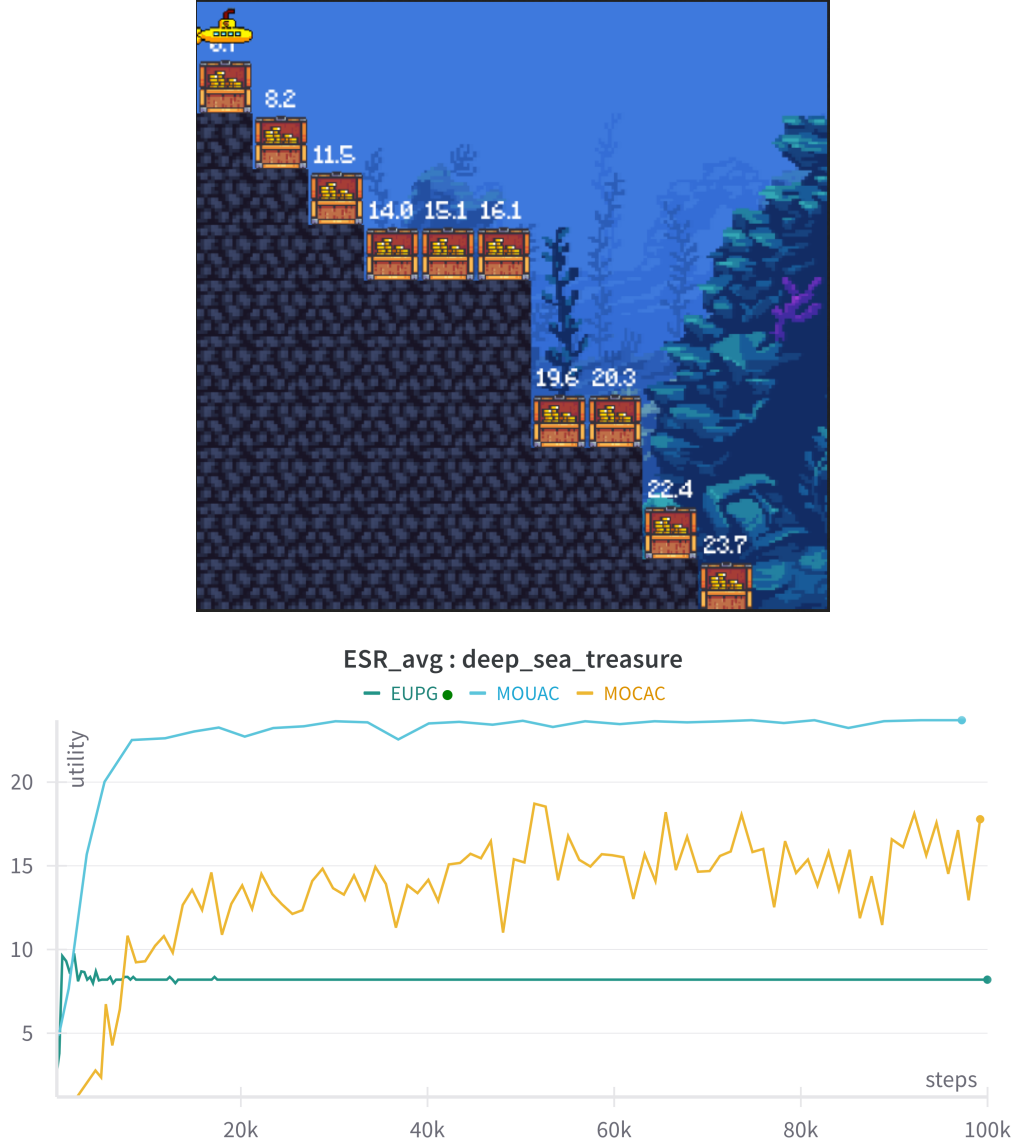 8.2
11.5
14.0 15.1 16.1
19.6 20.3
22.4
23.7
ESR_avg : deep_sea_treasure
EUPG MOUAC MOCAC
utility
20
15
10
5
steps
20k 40k 60k 80k 100k